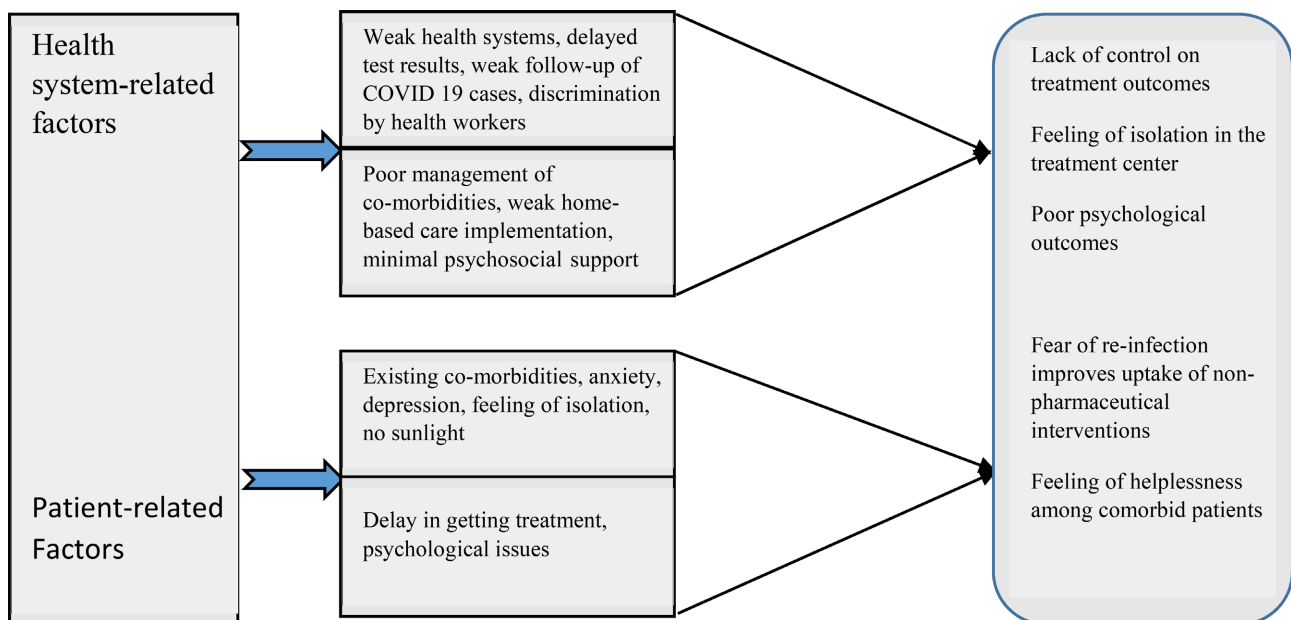 Health
system-related
factors
Patient-related
Factors
Weak health systems, delayed
test results, weak follow-up of
COVID 19 cases, discrimination
by health workers
Poor management of
co-morbidities, weak home-
based care implementation,
minimal psychosocial support
Existing co-morbidities, anxiety,
depression, feeling of isolation,
no sunlight
Delay in getting treatment,
psychological issues
Lack of control on
treatment outcomes
Feeling of isolation in the
treatment center
Poor psychological
outcomes
Fear of re-infection
improves uptake of non-
pharmaceutical
interventions
Feeling of helplessness
among comorbid patients